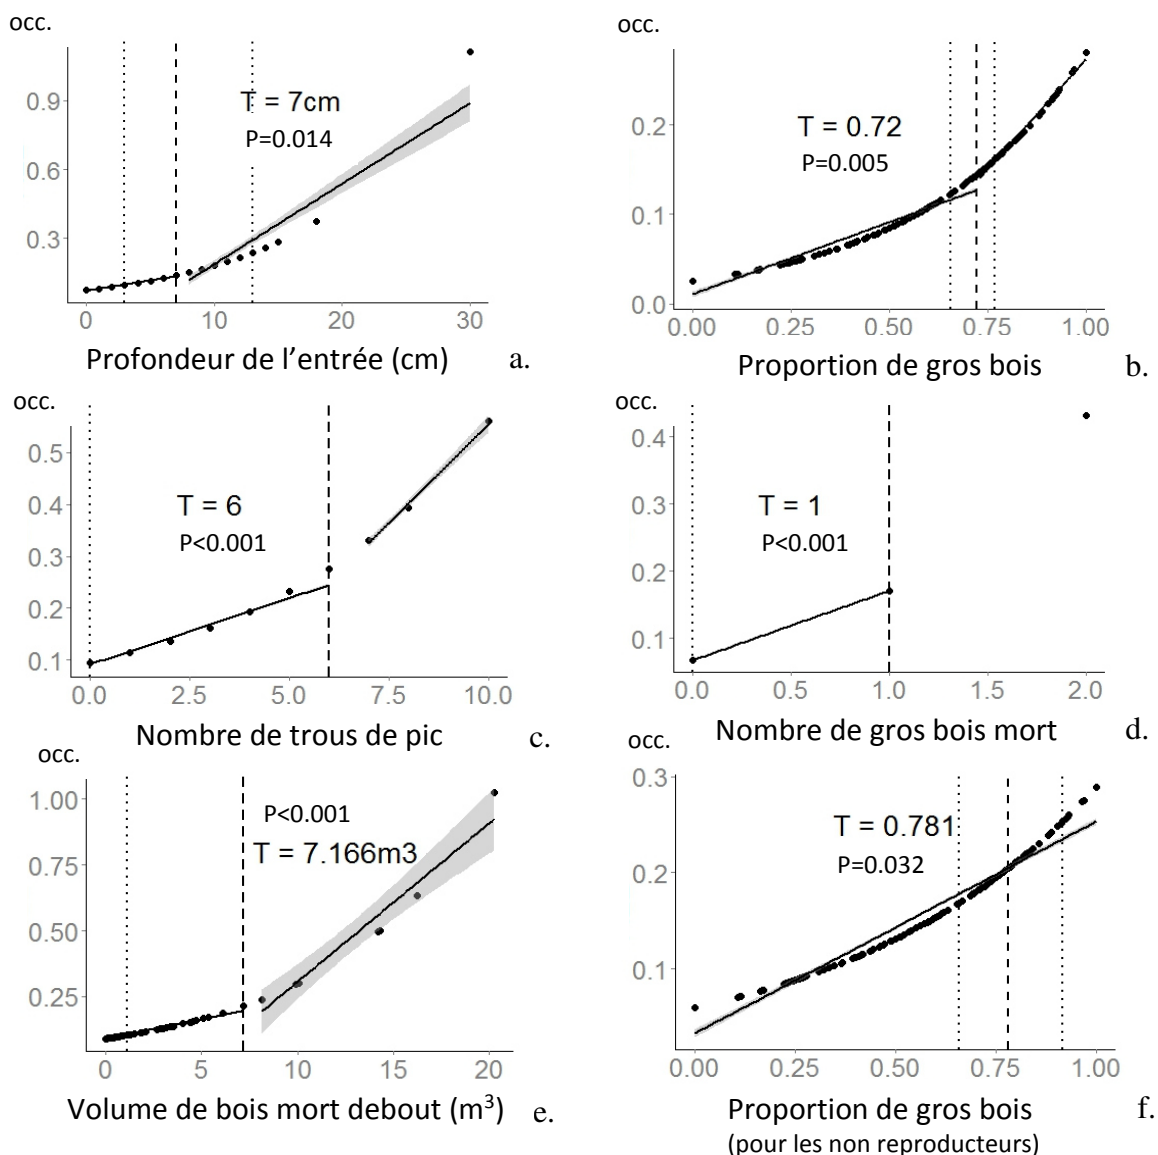 occ.
0.9
0.6
0.3
T = 7cm
P=0.014
0 10 20 30
Profondeur de l'entrée (cm)
a.
occ.
0.2
0.1
0.0
T = 0.72
P=0.005
0.00 0.25 0.50 0.75 1.00
Proportion de gros bois
b.
occ.
0.5
0.4
0.3
0.2
0.1
T = 6
P<0.001
0.0 2.5 5.0 7.5 10.0
Nombre de trous de pic
c.
occ.
0.4
0.3
0.2
0.1
T = 1
P<0.001
0.0 0.5 1.0 1.5 2.0
Nombre de gros bois mort
d.
occ.
1.00
0.75
0.50
0.25
P<0.001
T = 7.166m3
0 5 10 15 20
Volume de bois mort debout (m³)
e.
occ.
0.3
0.2
0.1
T = 0.781
P=0.032
0.00 0.25 0.50 0.75 1.00
Proportion de gros bois
(pour les non reproducteurs)
f.